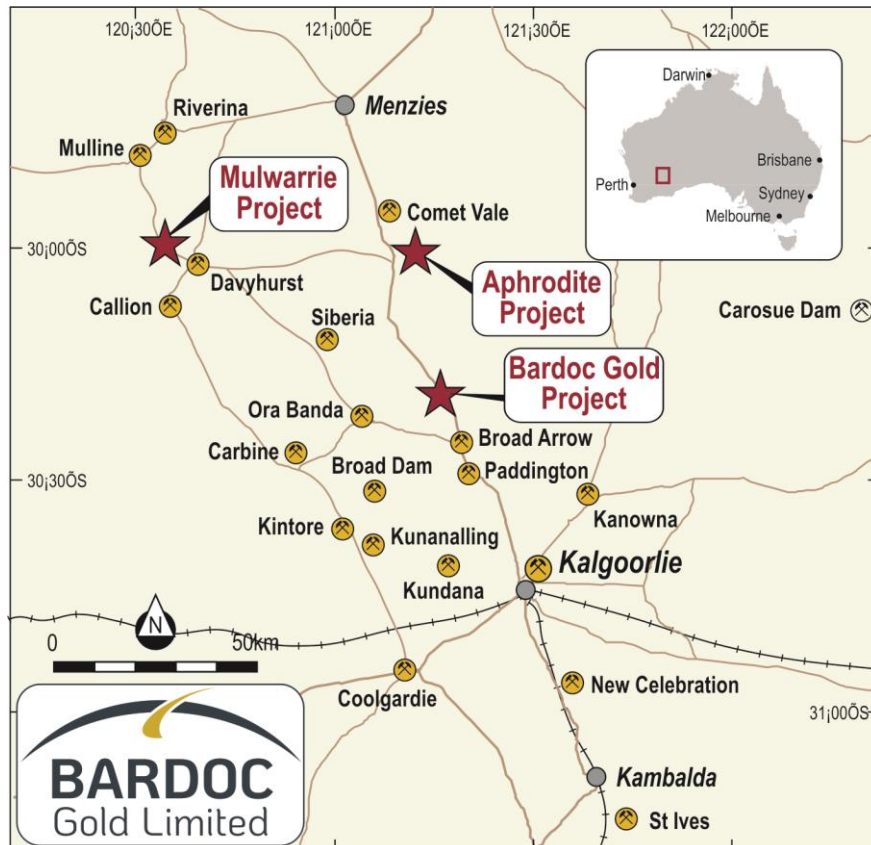 120¡30ÕE
121¡00ÕE
121¡30ÕE
122¡00ÕE
Darwin
Brisbane
Perth
Sydney
Melbourne
Riverina
Menzies
Mulline
Mulwarrie
Project
Comet Vale
30¡00ÕS
Davyhurst
Aphrodite
Project
Callion
Siberia
Carosue Dam
Bardoc Gold
Project
Ora Banda
Broad Arrow
Carbine
Broad Dam
Paddington
30¡30ÕS
Kanowna
Kintore
Kunanalling
Kalgoorlie
Kundana
N
0
50km
Coolgardie
New Celebration
31¡00ÕS
BARDOC
Gold Limited
Kambalda
St Ives